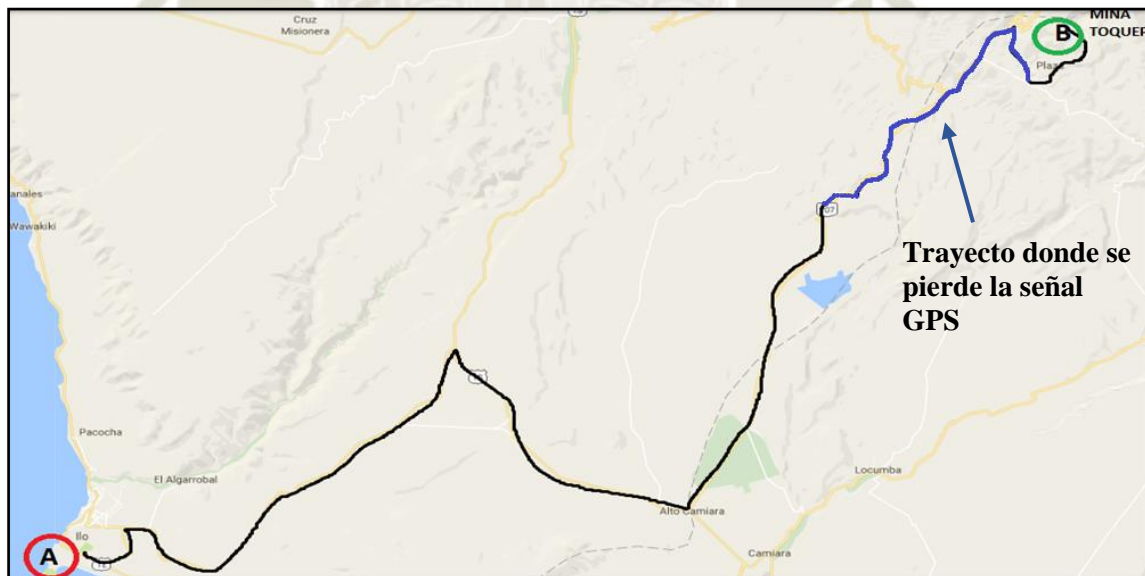 Cruz
Misionera
MINA
TOQUER
B
Plaza
anales
Wawakiki
Trayecto donde se
pierde la señal
GPS
Pacocha
El Algarrobal
Locumba
Alto Camiara
Ilo
A
Camiara